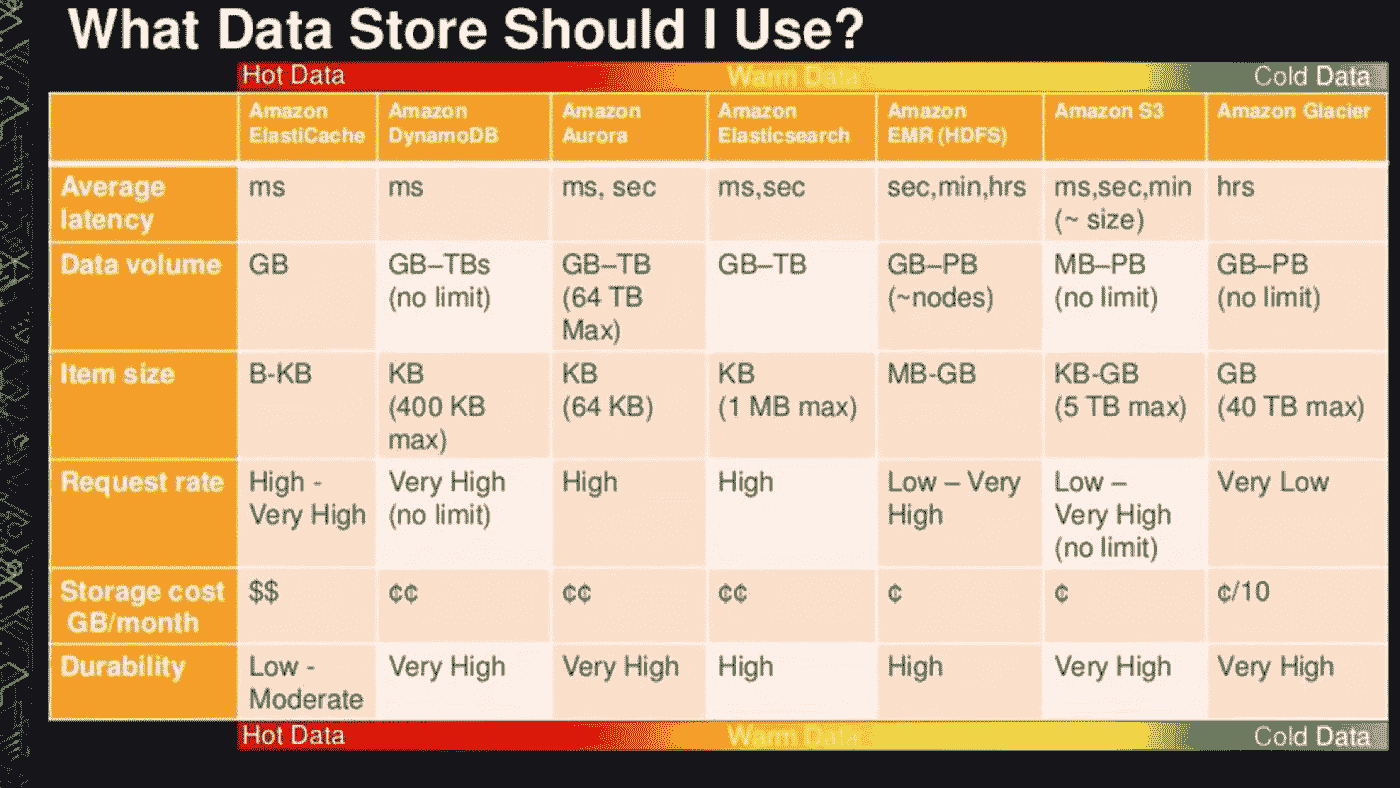 What Data Store Should I Use?
Hot Data Warm Data Cold Data
Amazon ElastiCache
Amazon DynamoDB
Amazon Aurora
Amazon Elasticsearch
Amazon EMR (HDFS)
Amazon S3
Amazon Glacier
Average latency
ms
ms
ms, sec
ms,sec
sec,min,hrs
ms,sec,min (~ size)
hrs
Data volume
GB
GB–TBs (no limit)
GB–TB (64 TB Max)
GB–TB
GB–PB (~nodes)
MB–PB (no limit)
GB–PB (no limit)
Item size
B-KB
KB (400 KB max)
KB (64 KB)
KB (1 MB max)
MB-GB
KB-GB (5 TB max)
GB (40 TB max)
Request rate
High - Very High
Very High (no limit)
High
High
Low – Very High
Low – Very High (no limit)
Very Low
Storage cost GB/month
$$
¢¢
¢¢
¢¢
¢
¢
¢/10
Durability
Low - Moderate
Very High
Very High
High
High
Very High
Very High
Hot Data Warm Data Cold Data